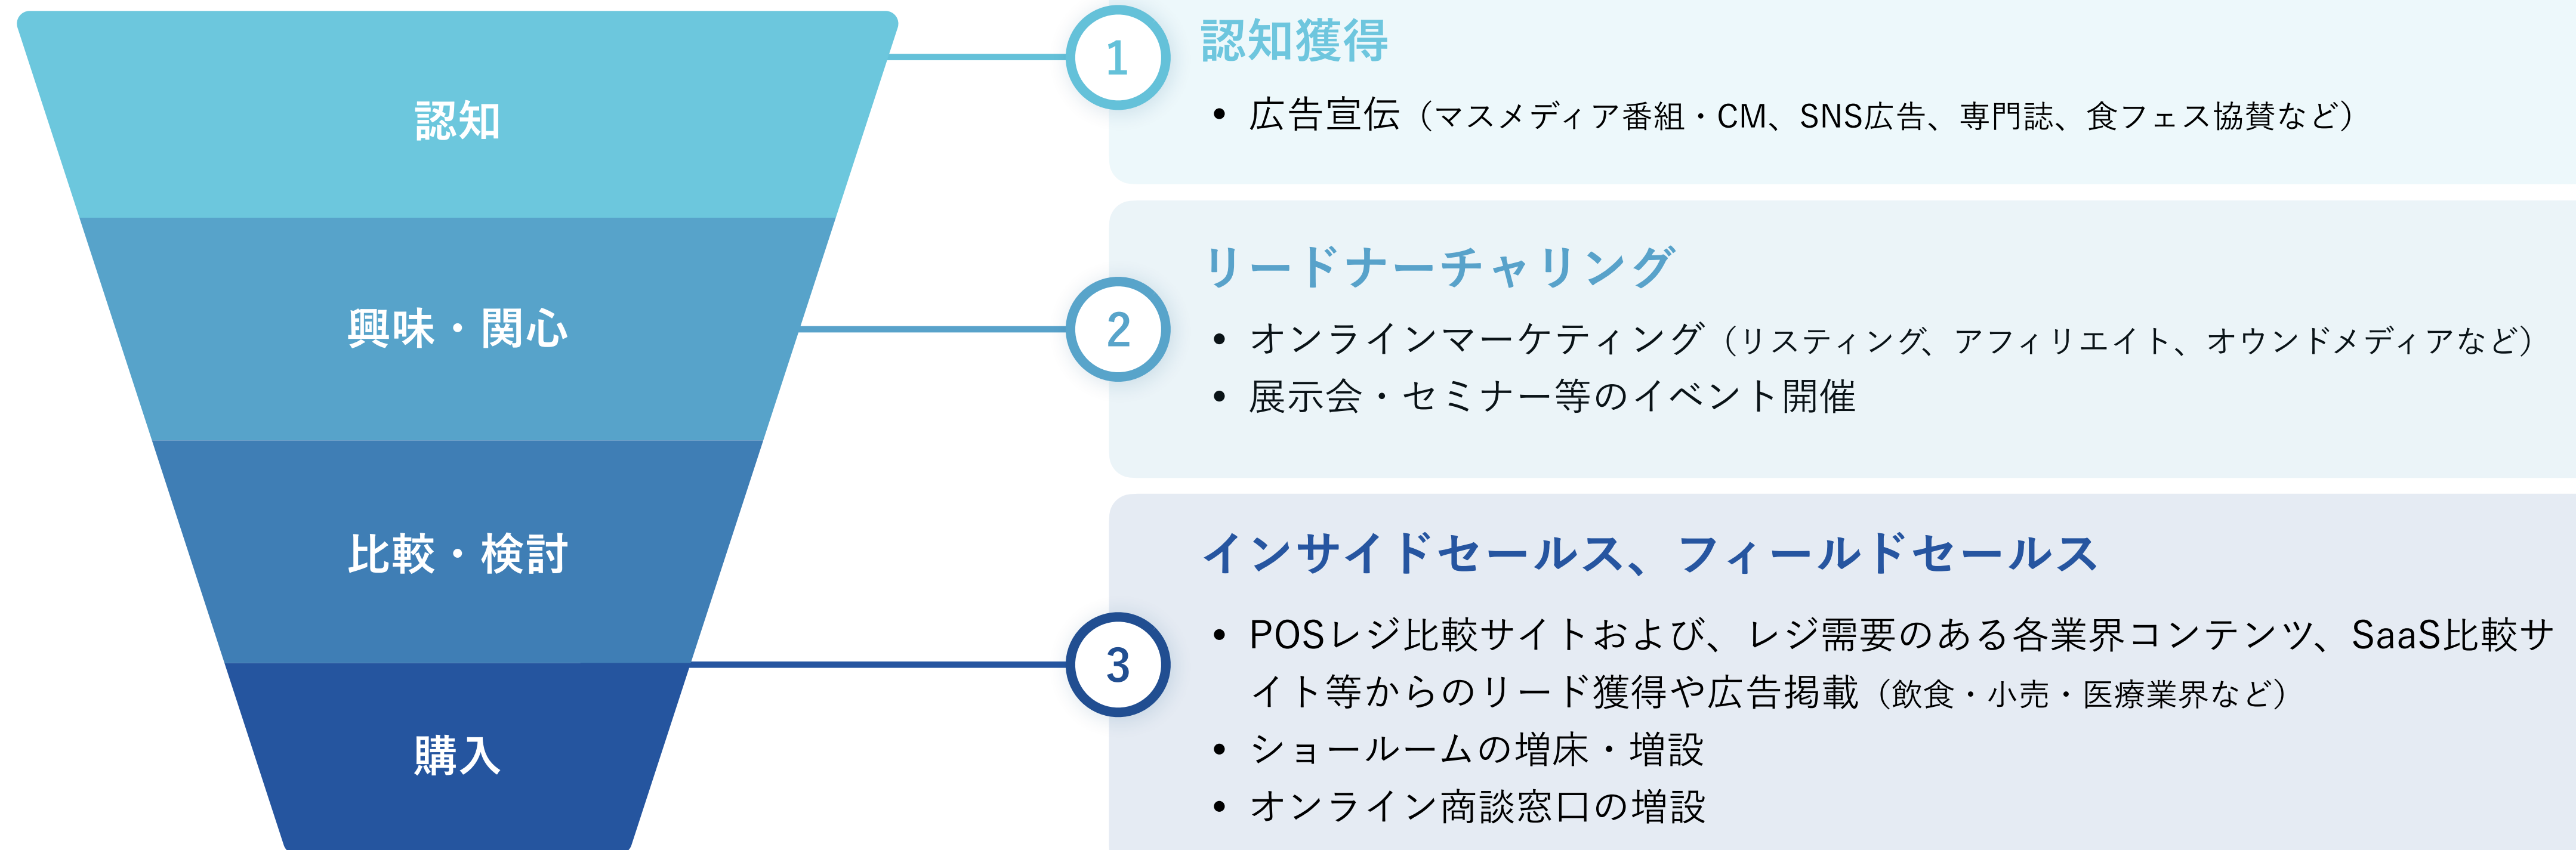 認知
興味・関心
比較・検討
購入
1
認知獲得
• 広告宣伝（マスメディア番組・CM、SNS広告、専門誌、食フェス協賛など）
2
リードナーチャリング
• オンラインマーケティング（リスティング、アフィリエイト、オウンドメディアなど）
• 展示会・セミナー等のイベント開催
3
インサイドセールス、フィールドセールス
• POSレジ比較サイトおよび、レジ需要のある各業界コンテンツ、SaaS比較サ
イト等からのリード獲得や広告掲載（飲食・小売・医療業界など）
• ショールームの増床・増設
• オンライン商談窓口の増設